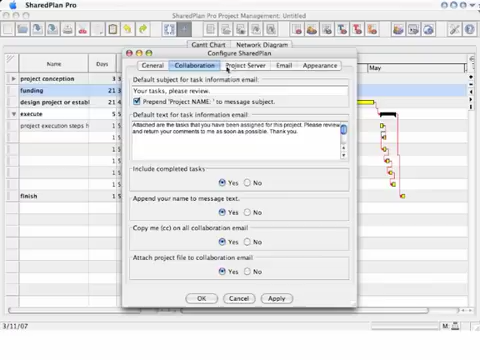 SharedPlan Pro
SharedPlan Pro Project Management: Untitled
Gantt Chart
Network Diagram
Name
Days
May
project conception
funding
design project or establ
execute
project execution steps h
finish
Configure SharedPlan
General
Collaboration
Project Server
Email
Appearance
Default subject for task information email:
Your tasks, please review.
Prepend 'Project NAME: ' to message subject.
Default text for task information email:
Attached are the tasks that you have been assigned for this project. Please review
and return your comments to me as soon as possible. Thank you.
Include completed tasks:
Yes No
Append your name to message text.
Yes No
Copy me (cc) on all collaboration email
Yes No
Attach project file to collaboration email
Yes No
OK
Cancel
Apply
3/11/07
M: